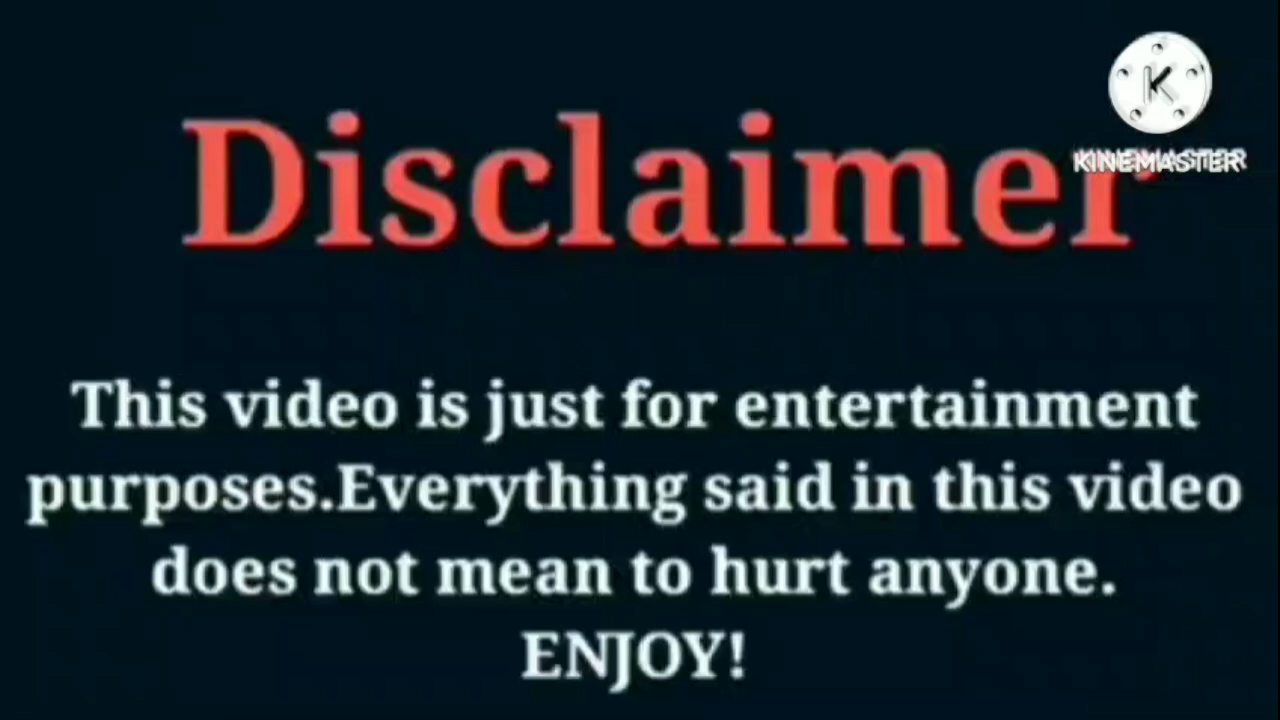 K
KINEMASTER
Disclaimer
This video is just for entertainment
purposes.Everything said in this video
does not mean to hurt anyone.
ENJOY!